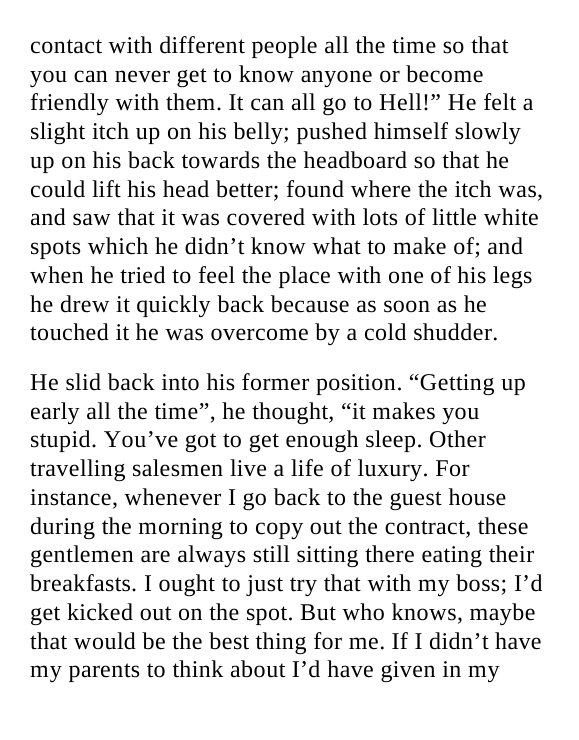 contact with different people all the time so that
you can never get to know anyone or become
friendly with them. It can all go to Hell!” He felt a
slight itch up on his belly; pushed himself slowly
up on his back towards the headboard so that he
could lift his head better; found where the itch was,
and saw that it was covered with lots of little white
spots which he didn’t know what to make of; and
when he tried to feel the place with one of his legs
he drew it quickly back because as soon as he
touched it he was overcome by a cold shudder.
He slid back into his former position. “Getting up
early all the time”, he thought, “it makes you
stupid. You’ve got to get enough sleep. Other
travelling salesmen live a life of luxury. For
instance, whenever I go back to the guest house
during the morning to copy out the contract, these
gentlemen are always still sitting there eating their
breakfasts. I ought to just try that with my boss; I’d
get kicked out on the spot. But who knows, maybe
that would be the best thing for me. If I didn’t have
my parents to think about I’d have given in my